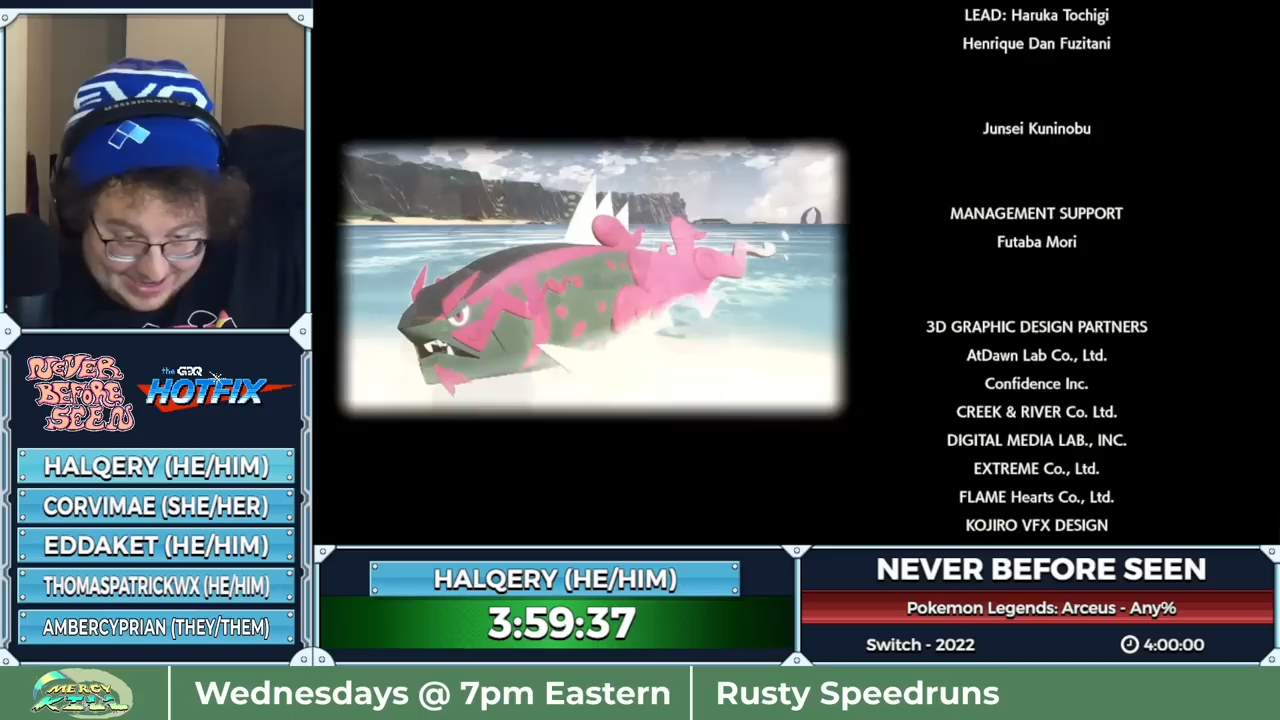 LEAD: Haruka Tochigi
Henrique Dan Fuzitani
Junsei Kuninobu
MANAGEMENT SUPPORT
Futaba Mori
3D GRAPHIC DESIGN PARTNERS
AtDawn Lab Co., Ltd.
Confidence Inc.
CREEK & RIVER Co. Ltd.
DIGITAL MEDIA LAB., INC.
EXTREME Co., Ltd.
FLAME Hearts Co., Ltd.
KOJIRO VFX DESIGN
EVO
NEVER
BEFORE
SEEN
the GDQ
HOTFIX
HALQERY (HE/HIM)
CORVIMAE (SHE/HER)
EDDAKET (HE/HIM)
THOMASPATRICKWX (HE/HIM)
AMBERCYPRIAN (THEY/THEM)
HALQERY (HE/HIM)
3:59:37
NEVER BEFORE SEEN
Pokemon Legends: Arceus - Any%
Switch - 2022
4:00:00
MERCY
Wednesdays @ 7pm Eastern
Rusty Speedruns